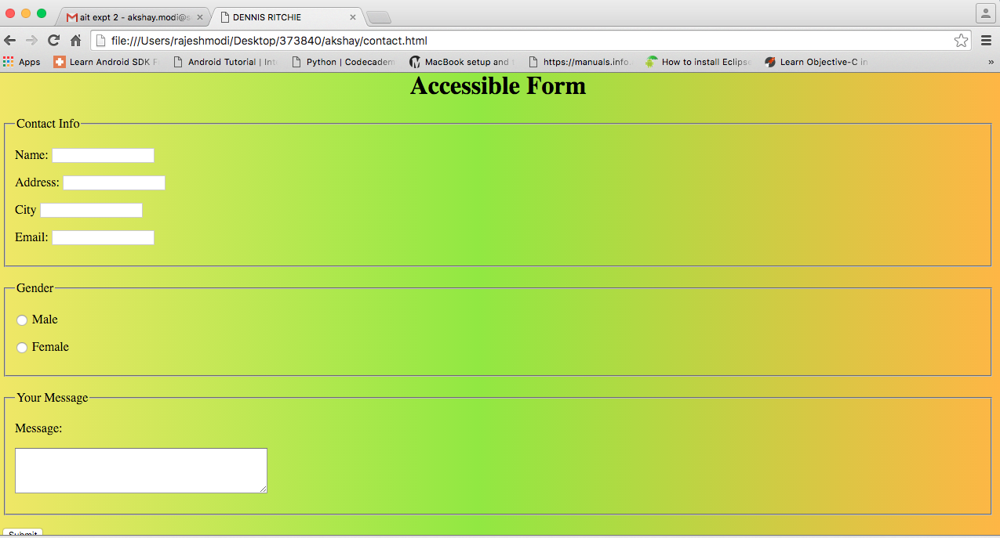 ait expt 2 - akshay.modi@s
DENNIS RITCHIE
file:///Users/rajeshmodi/Desktop/373840/akshay/contact.html
Apps Learn Android SDK F Android Tutorial | Int Python | Codecadem MacBook setup and https://manuals.info. How to install Eclipse Learn Objective-C in »
Accessible Form
Contact Info
Name:
Address:
City
Email:
Gender
Male
Female
Your Message
Message:
Submit